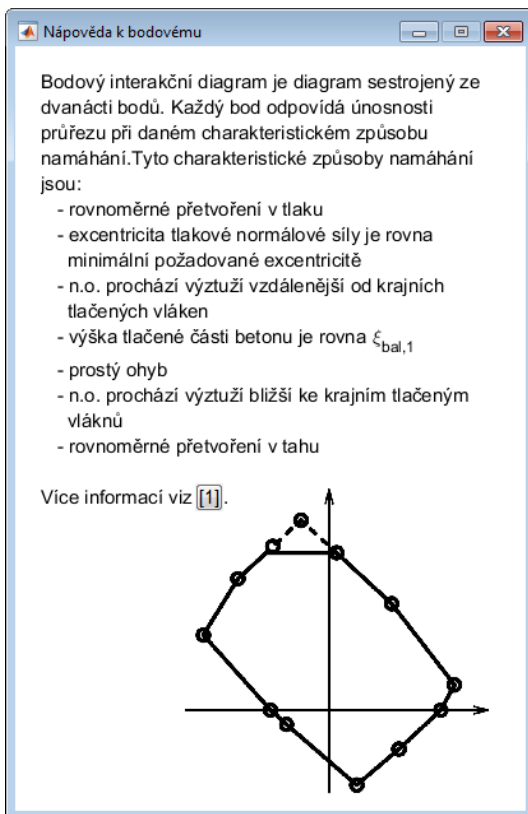 Nápověda k bodovému
Bodový interakční diagram je diagram sestrojený ze
dvanácti bodů. Každý bod odpovídá únosnosti
průřezu při daném charakteristickém způsobu
namáhání.Tyto charakteristické způsoby namáhání
jsou:
- rovnoměrné přetvoření v tlaku
- excentricita tlakové normálové síly je rovna
minimální požadované excentricitě
- n.o. prochází výztuží vzdálenější od krajních
tlačených vláken
- výška tlačené části betonu je rovna ξbal,1
- prostý ohyb
- n.o. prochází výztuží bližší ke krajním tlačeným
vláknů
- rovnoměrné přetvoření v tahu
Více informací viz [1].